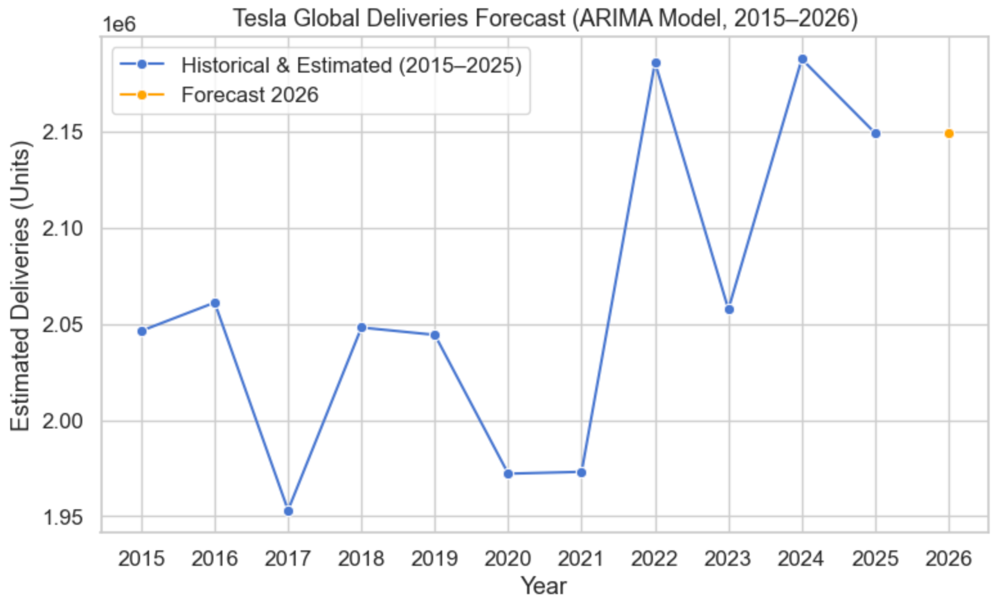 Tesla Global Deliveries Forecast (ARIMA Model, 2015–2026)
1e6
Historical & Estimated (2015–2025)
Forecast 2026
Estimated Deliveries (Units)
2.15
2.10
2.05
2.00
1.95
2015 2016 2017 2018 2019 2020 2021 2022 2023 2024 2025 2026
Year